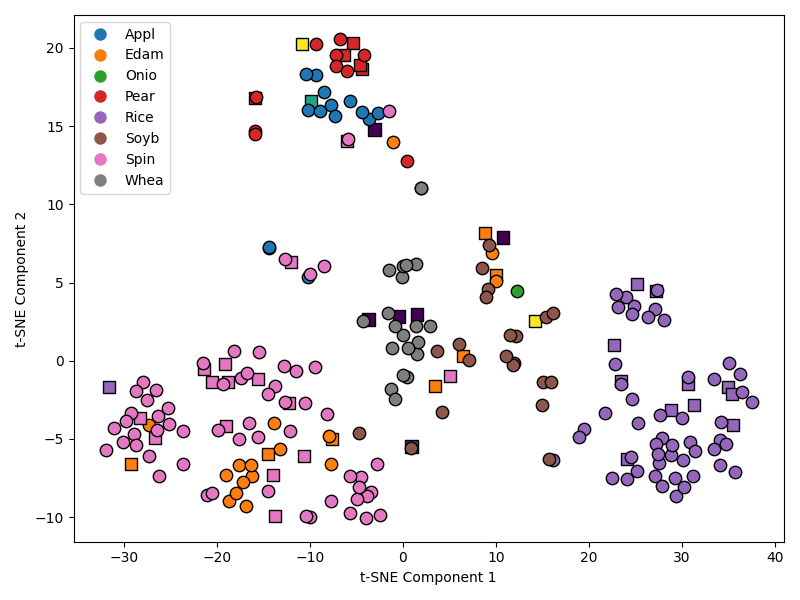 Appl
Edam
Onio
Pear
Rice
Soyb
Spin
Whea
20
15
10
5
0
−5
−10
t-SNE Component 2
−30
−20
−10
0
10
20
30
40
t-SNE Component 1